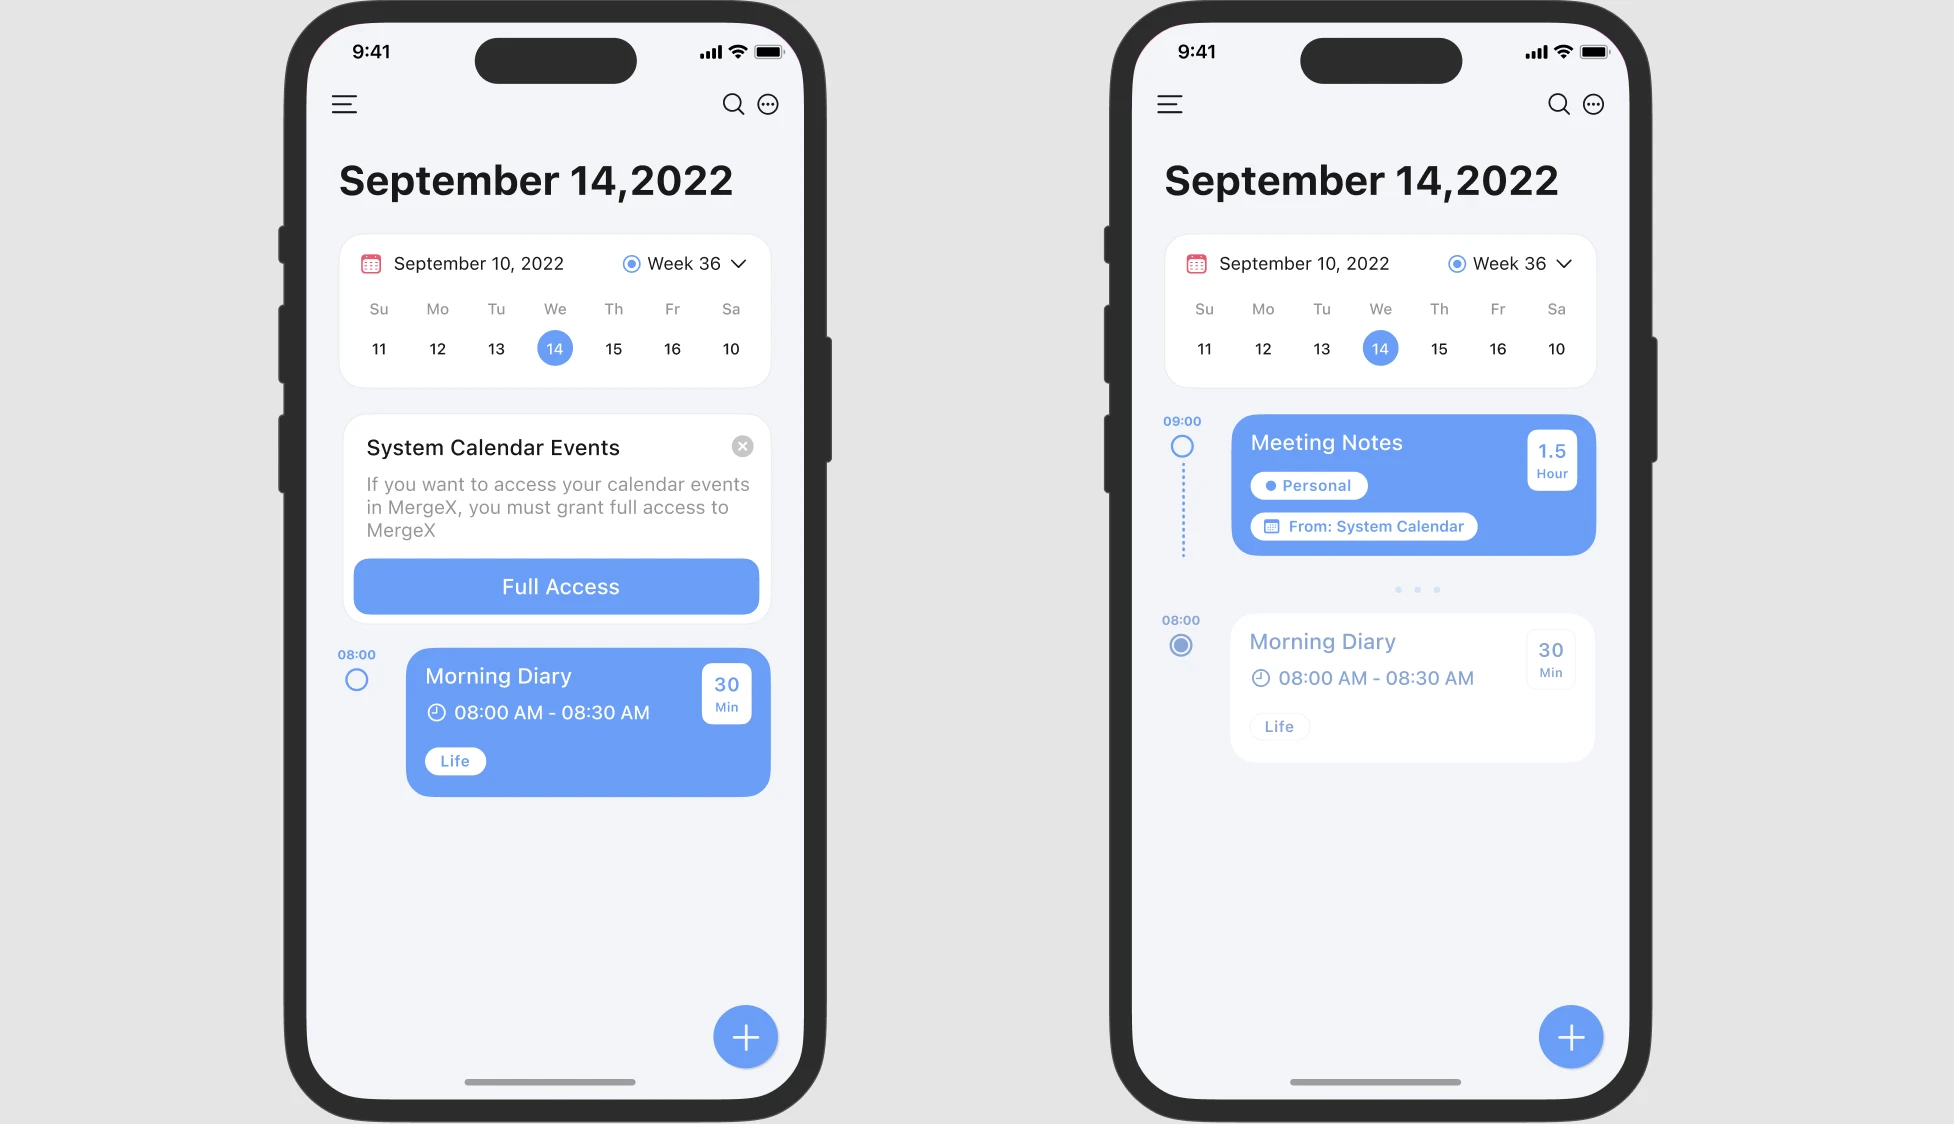 9:41
September 14,2022
September 10, 2022 Week 36
Su Mo Tu We Th Fr Sa
11 12 13 14 15 16 10
System Calendar Events
If you want to access your calendar events
in MergeX, you must grant full access to
MergeX
Full Access
08:00
Morning Diary
30
Min
08:00 AM - 08:30 AM
Life
9:41
September 14,2022
September 10, 2022 Week 36
Su Mo Tu We Th Fr Sa
11 12 13 14 15 16 10
09:00
Meeting Notes
1.5
Hour
Personal
From: System Calendar
08:00
Morning Diary
30
Min
08:00 AM - 08:30 AM
Life